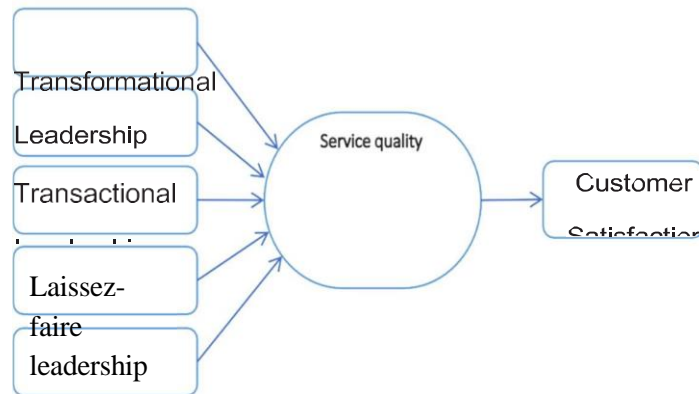 Transformational
Leadership
Transactional
Laissez-
faire
leadership
Service quality
Customer